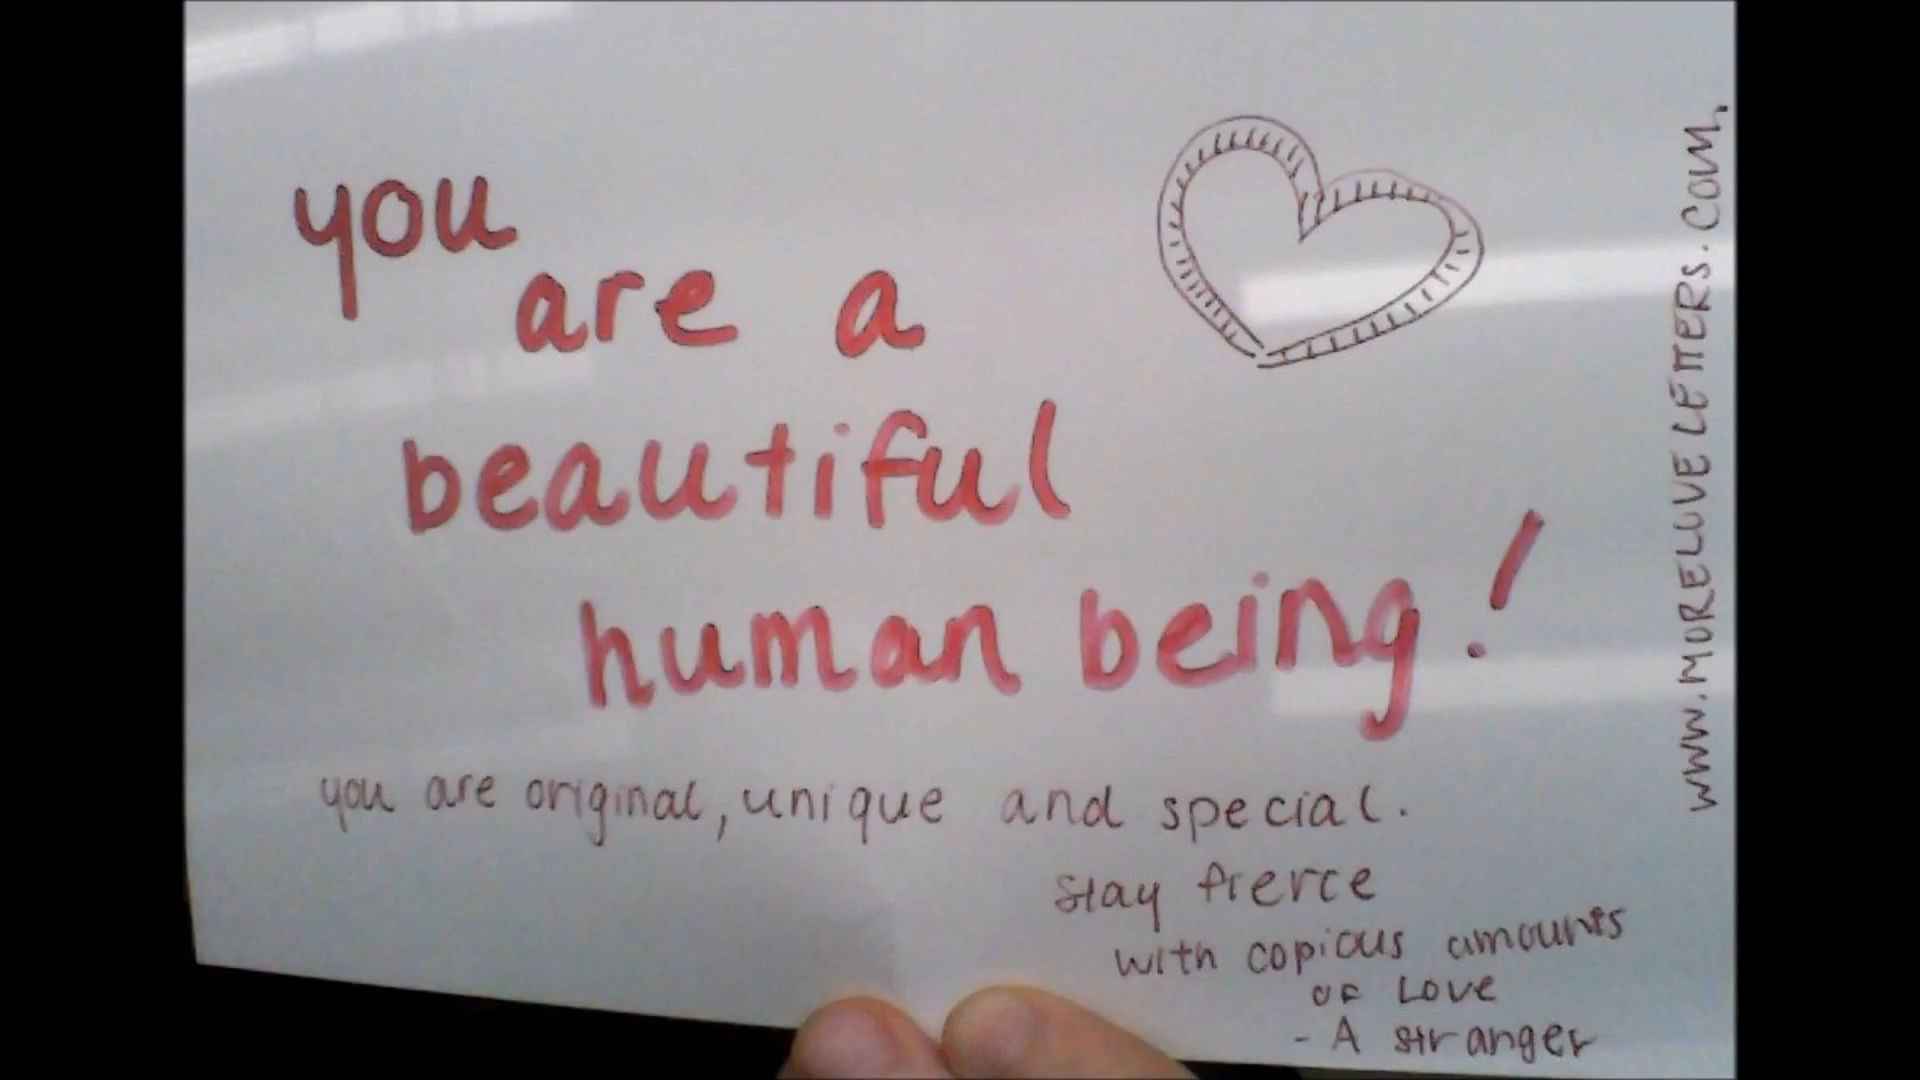 you
are a
beautiful
human being!
you are original, unique and special.
stay fierce
with copious amounts
of Love
- A stranger
www.MORELOVELETTERS.COM.